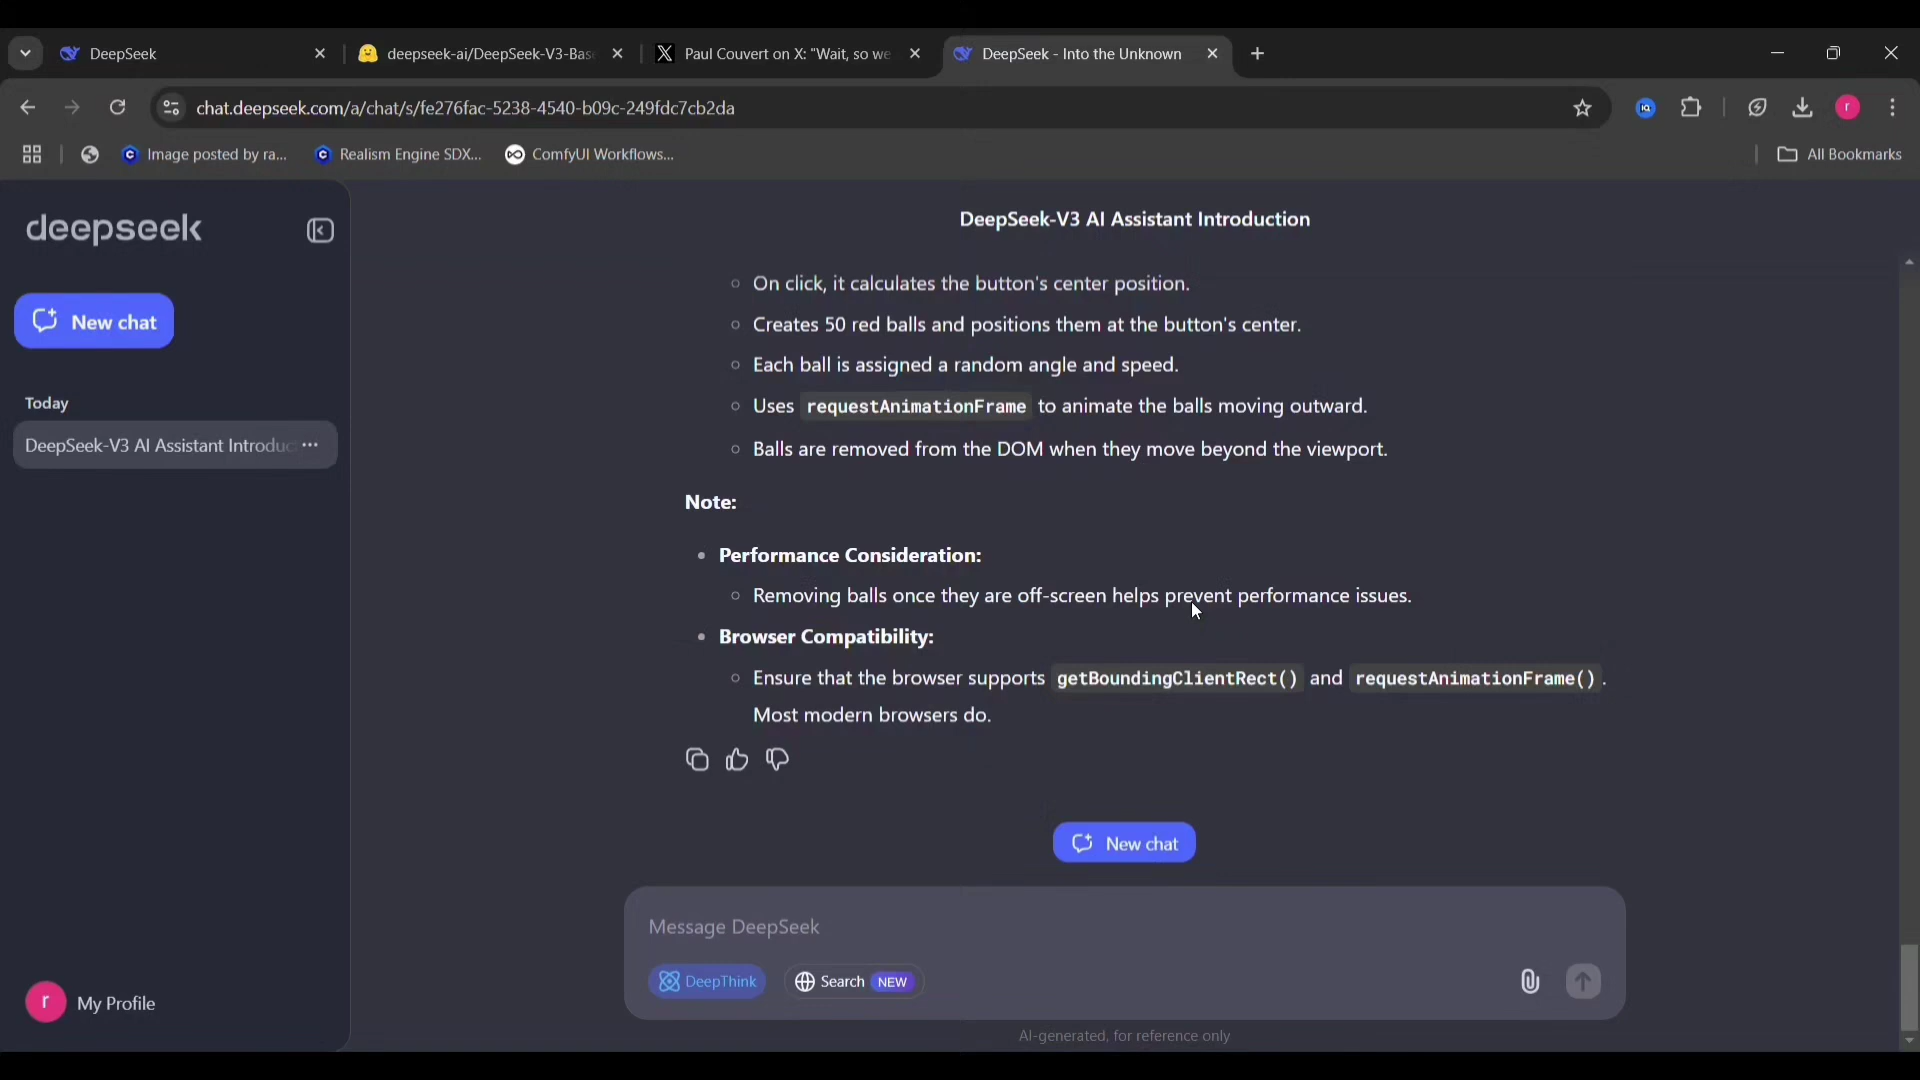 DeepSeek
deepseek-ai/DeepSeek-V3-Bas
Paul Couvert on X: "Wait, so we
DeepSeek - Into the Unknown
chat.deepseek.com/a/chat/s/fe276fac-5238-4540-b09c-249fdc7cb2da
Image posted by ra...
Realism Engine SDX...
ComfyUI Workflows...
All Bookmarks
deepseek
New chat
Today
DeepSeek-V3 AI Assistant Introduc
r
My Profile
DeepSeek-V3 AI Assistant Introduction
On click, it calculates the button's center position.
Creates 50 red balls and positions them at the button's center.
Each ball is assigned a random angle and speed.
Uses requestAnimationFrame to animate the balls moving outward.
Balls are removed from the DOM when they move beyond the viewport.
Note:
Performance Consideration:
Removing balls once they are off-screen helps prevent performance issues.
Browser Compatibility:
Ensure that the browser supports getBoundingClientRect() and requestAnimationFrame().
Most modern browsers do.
New chat
Message DeepSeek
DeepThink
Search NEW
AI-generated, for reference only